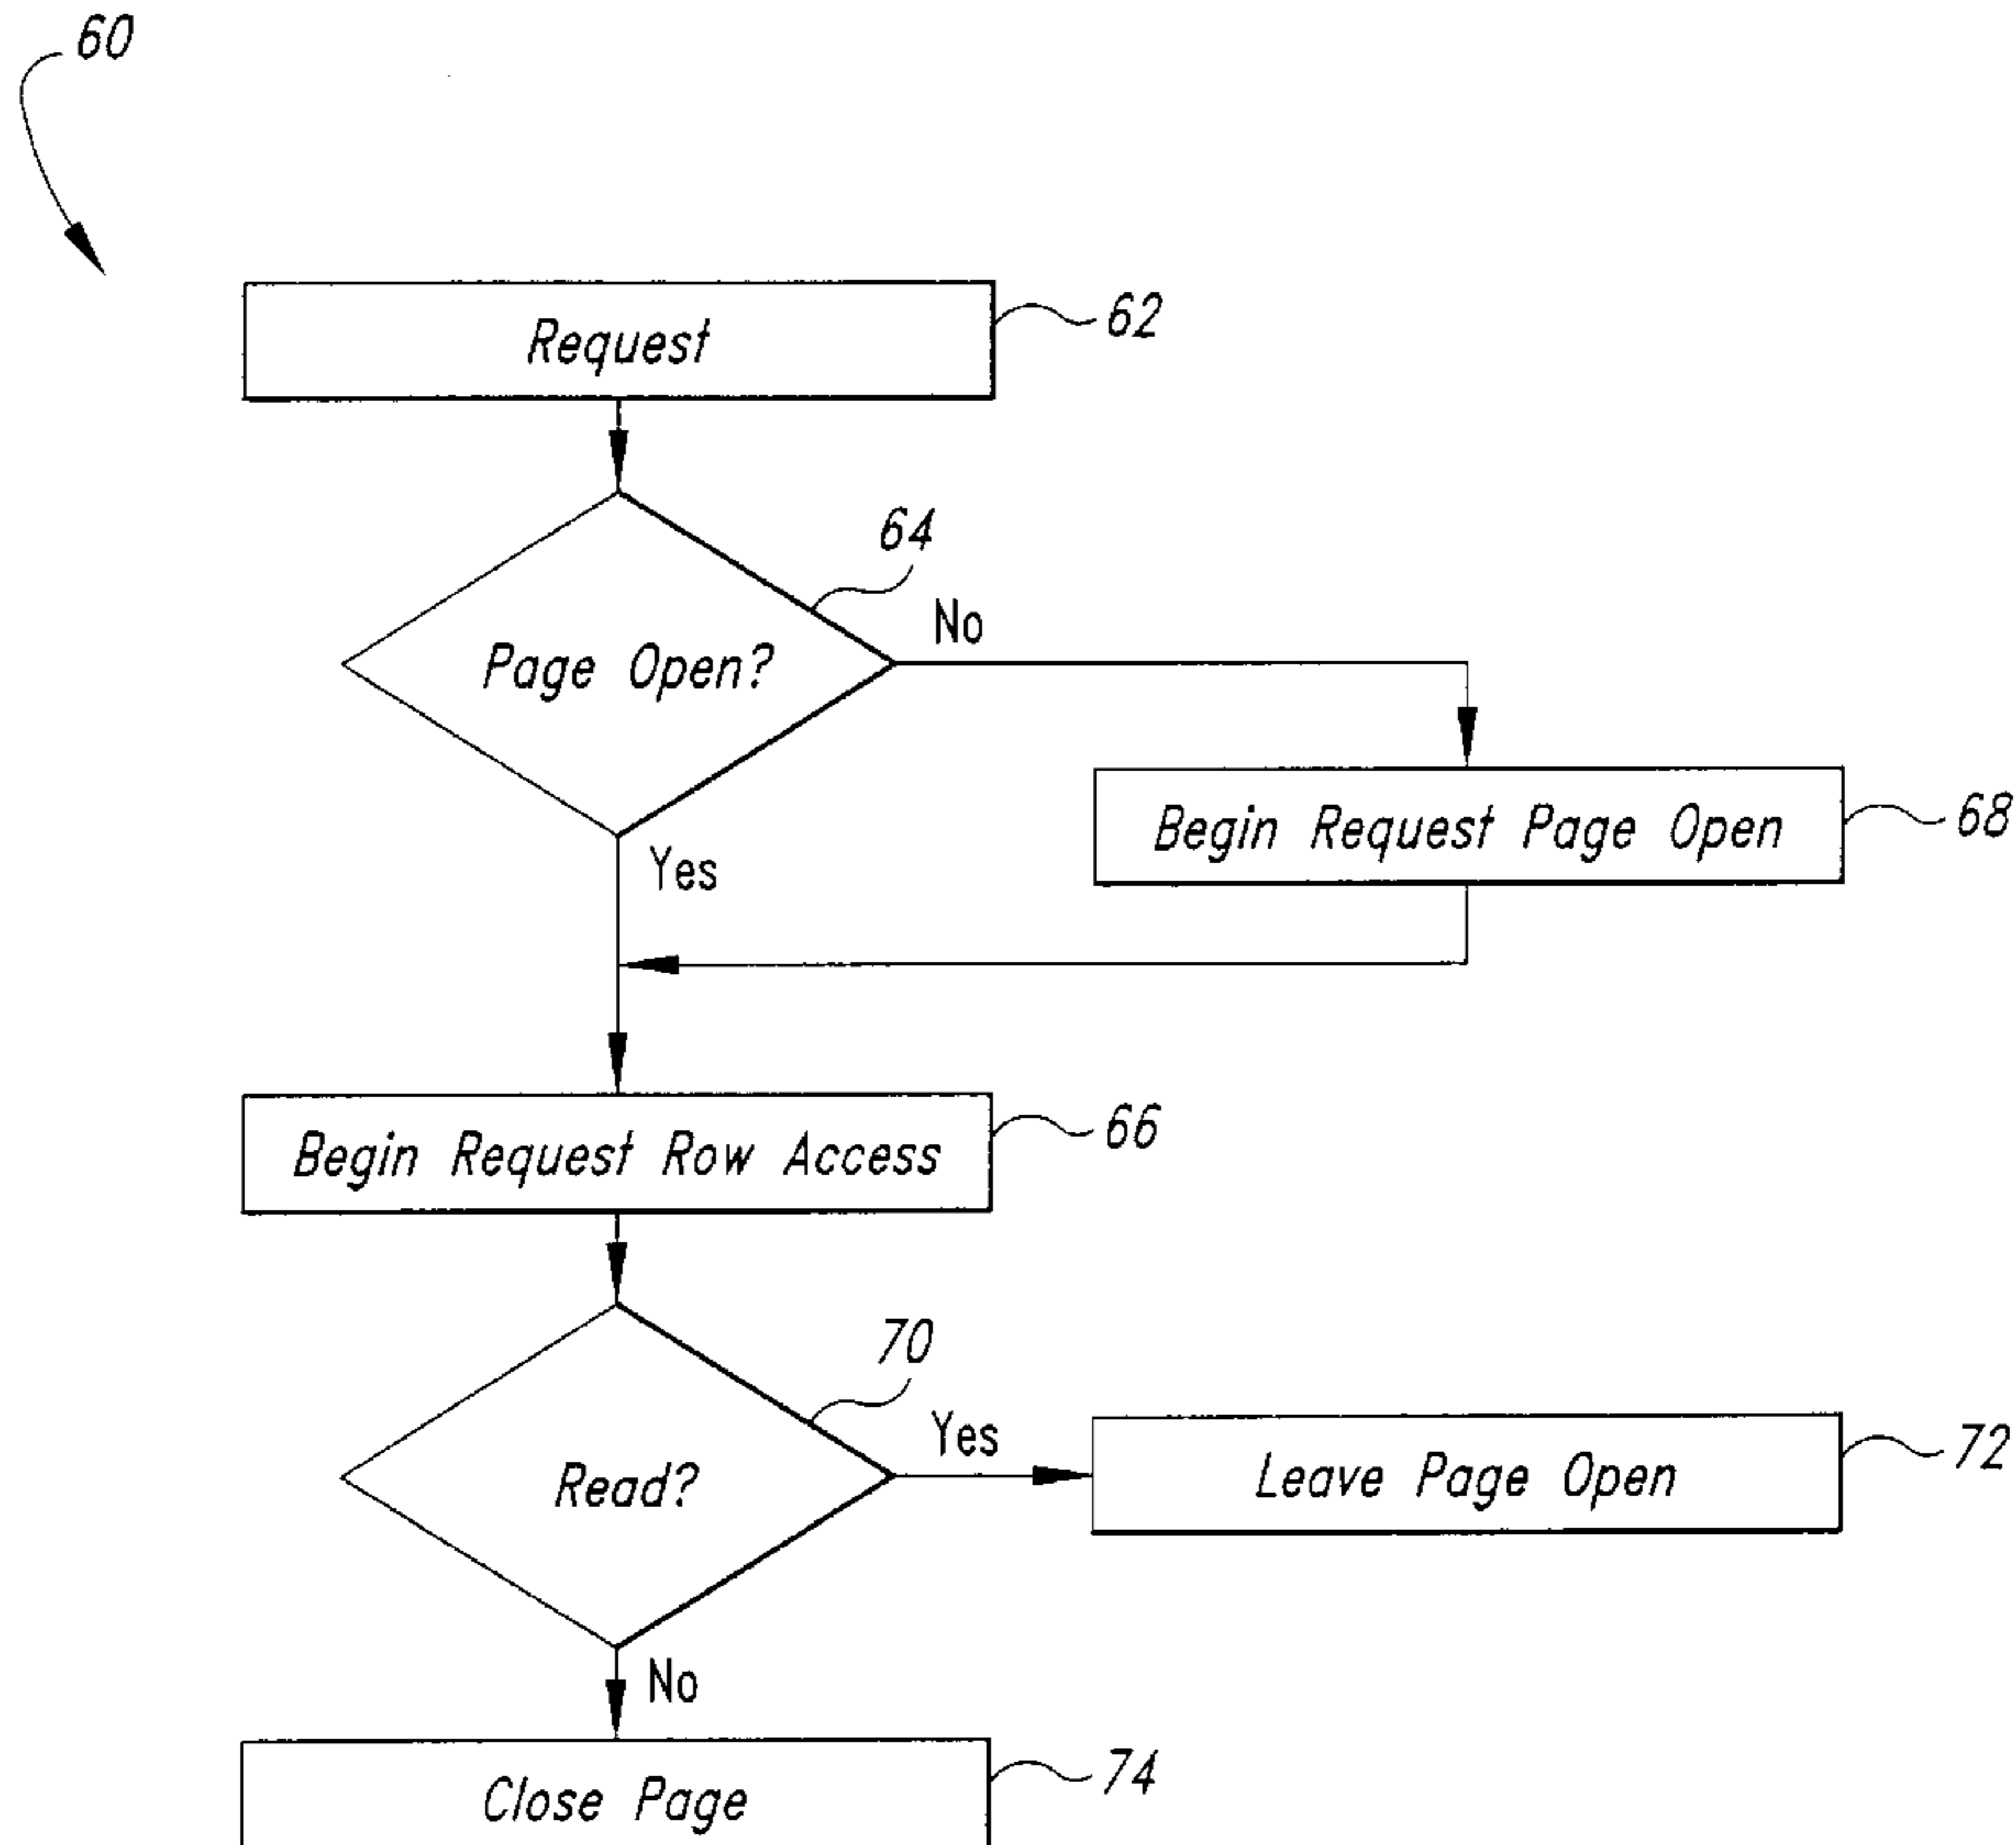 60
Request
62
64
No
Page Open?
Begin Request Page Open
68
Yes
Begin Request Row Access
66
70
Yes
Read?
Leave Page Open
72
No
Close Page
74